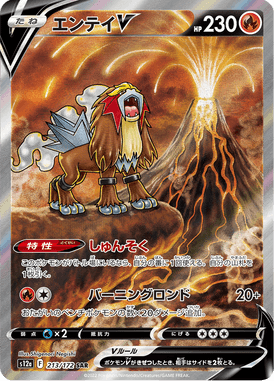 たね エンテイV HP230
特性 しゅんそく
このポケモンがバトル場にいるなら、自分の番に1回使える。自分の山札を
1枚引く。
バーニングロンド 20+
おたがいのベンチポケモンの数×20ダメージ追加。
弱点 ×2 抵抗力 にげる
Illus. Shigenori Negishi
Vルール
ポケモンVがきぜつしたとき、相手はサイドを2枚とる。
s12a F 213/172 SAR